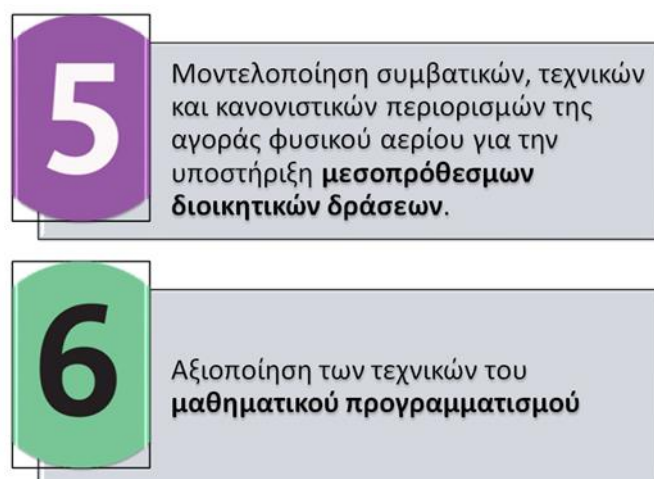 5
Μοντελοποίηση συμβατικών, τεχνικών
και κανονιστικών περιορισμών της
αγοράς φυσικού αερίου για την
υποστήριξη μεσοπρόθεσμων
διοικητικών δράσεων.
6
Αξιοποίηση των τεχνικών του
μαθηματικού προγραμματισμού